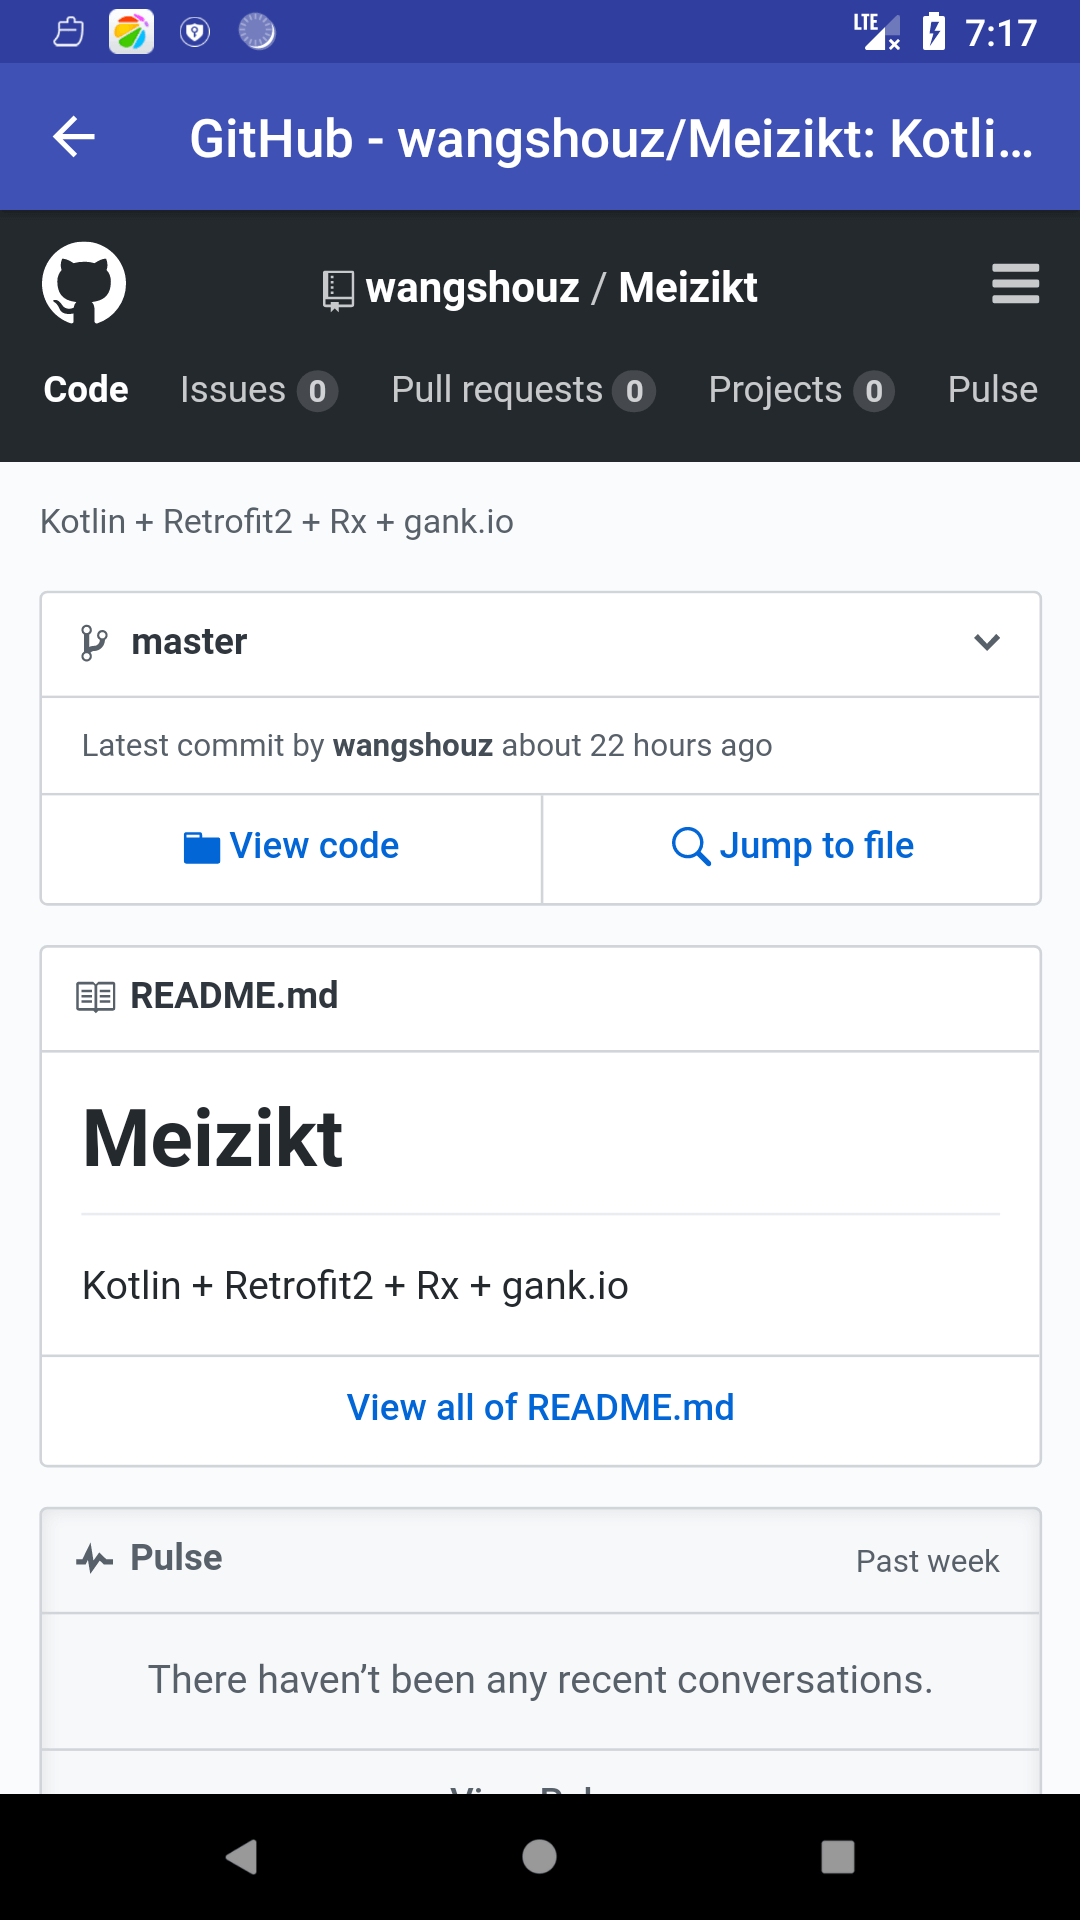 LTE 7:17
GitHub - wangshouz/Meizikt: Kotli...
wangshouz / Meizikt
Code Issues 0 Pull requests 0 Projects 0 Pulse
Kotlin + Retrofit2 + Rx + gank.io
master
Latest commit by wangshouz about 22 hours ago
View code Jump to file
README.md
Meizikt
Kotlin + Retrofit2 + Rx + gank.io
View all of README.md
Pulse Past week
There haven’t been any recent conversations.